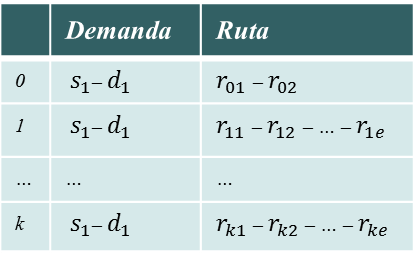 Demanda Ruta
0 s₁– d₁ r₀₁ – r₀₂
1 s₁– d₁ r₁₁ – r₁₂ – ... – r₁ₑ
... ... ...
k s₁– d₁ rₖ₁ – rₖ₂ – ... – rₖₑ